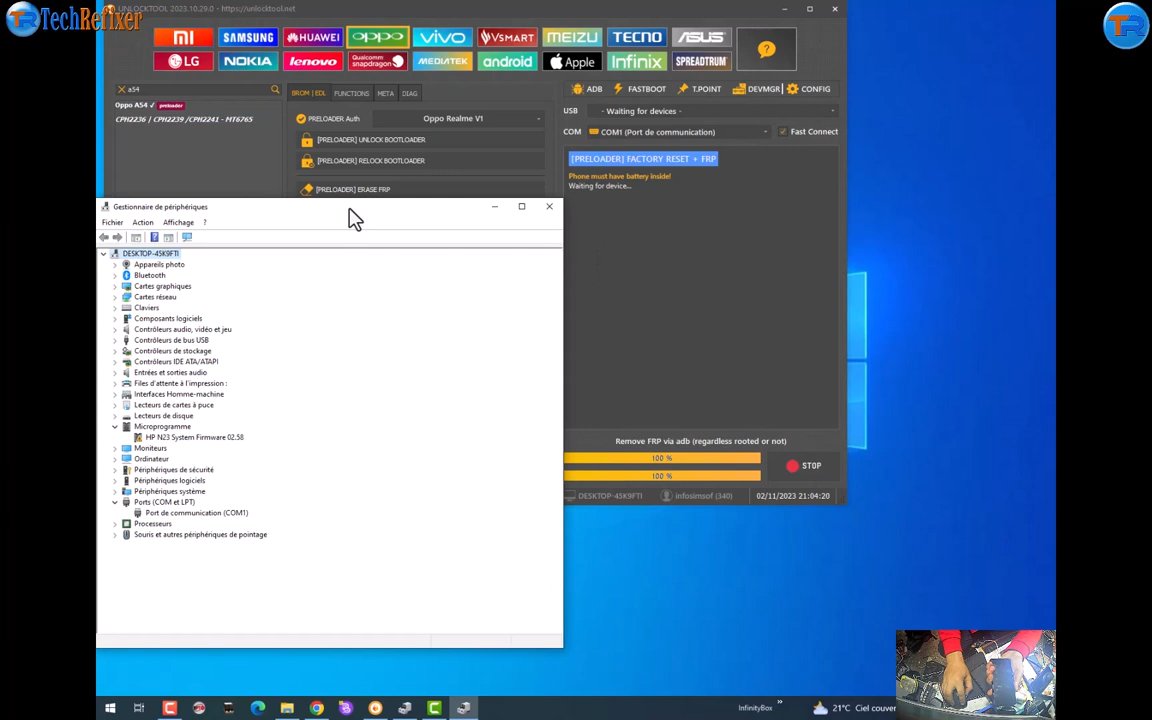 TechRefixer
UNLOCKTOOL 2023.10.29.0 - https://unlocktool.net
MI SAMSUNG HUAWEI OPPO VIVO VSMART MEIZU TECNO ASUS
LG NOKIA lenovo Qualcomm snapdragon MEDIATEK android Apple Infinix SPREADTRUM
?
a54
BROM | EDL FUNCTIONS META DIAG
ADB FASTBOOT T.POINT DEVMGR CONFIG
Oppo A54 ✓ preloader
CPH2236 / CPH2239 /CPH2241 - MT6765
PRELOADER Auth Oppo Realme V1
[PRELOADER] UNLOCK BOOTLOADER
[PRELOADER] RELOCK BOOTLOADER
[PRELOADER] ERASE FRP
USB - Waiting for devices -
COM COM1 (Port de communication) Fast Connect
[PRELOADER] FACTORY RESET + FRP
Phone must have battery inside!
Waiting for device...
Gestionnaire de périphériques
Fichier Action Affichage ?
DESKTOP-45K9FTI
Appareils photo
Bluetooth
Cartes graphiques
Cartes réseau
Claviers
Composants logiciels
Contrôleurs audio, vidéo et jeu
Contrôleurs de bus USB
Contrôleurs de stockage
Contrôleurs IDE ATA/ATAPI
Entrées et sorties audio
Files d'attente à l'impression :
Interfaces Homme-machine
Lecteurs de cartes à puce
Lecteurs de disque
Microprogramme
HP N23 System Firmware 02.58
Moniteurs
Ordinateur
Périphériques de sécurité
Périphériques logiciels
Périphériques système
Ports (COM et LPT)
Port de communication (COM1)
Processeurs
Souris et autres périphériques de pointage
Remove FRP via adb (regardless rooted or not)
100 %
100 %
STOP
DESKTOP-45K9FTI infosimsof (340) 02/11/2023 21:04:20
InfinityBox
21°C Ciel couver